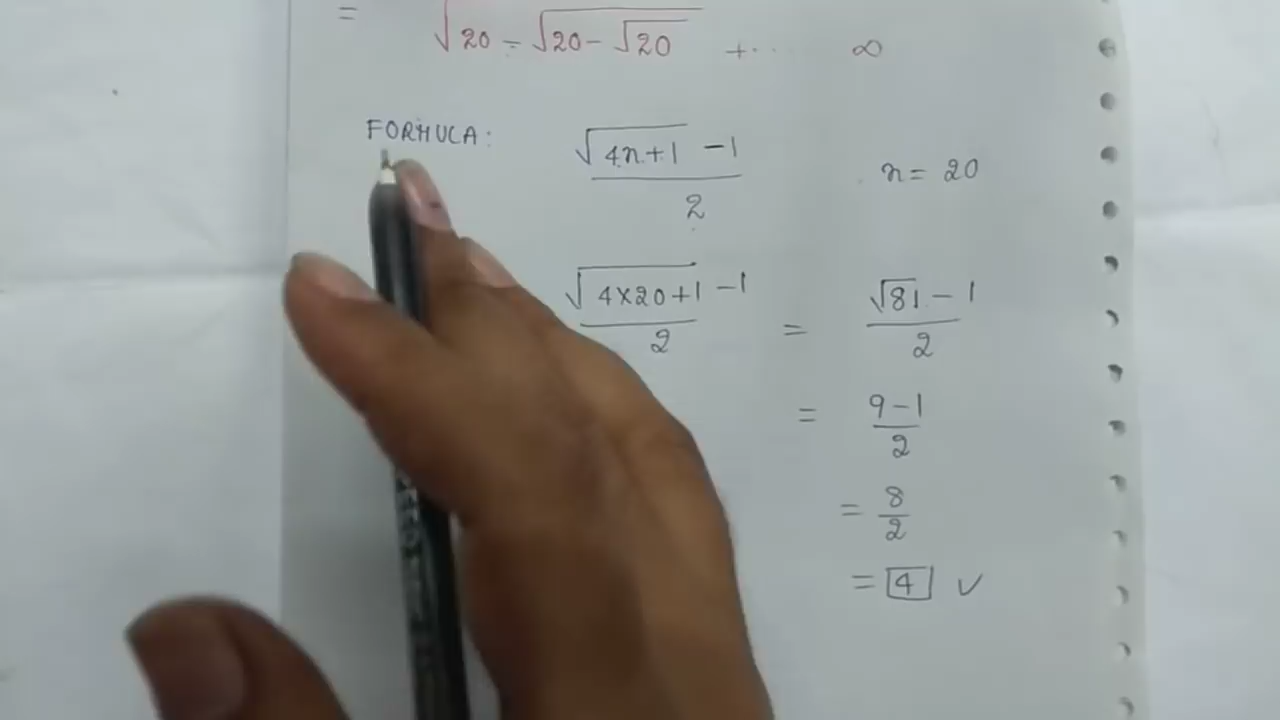 = √20 - √20 - √20 + ... ∞
FORMULA: √4n+1 - 1 / 2 n = 20
√4×20+1 - 1 / 2 = √81 - 1 / 2
= 9 - 1 / 2
= 8 / 2
= 4 ✓